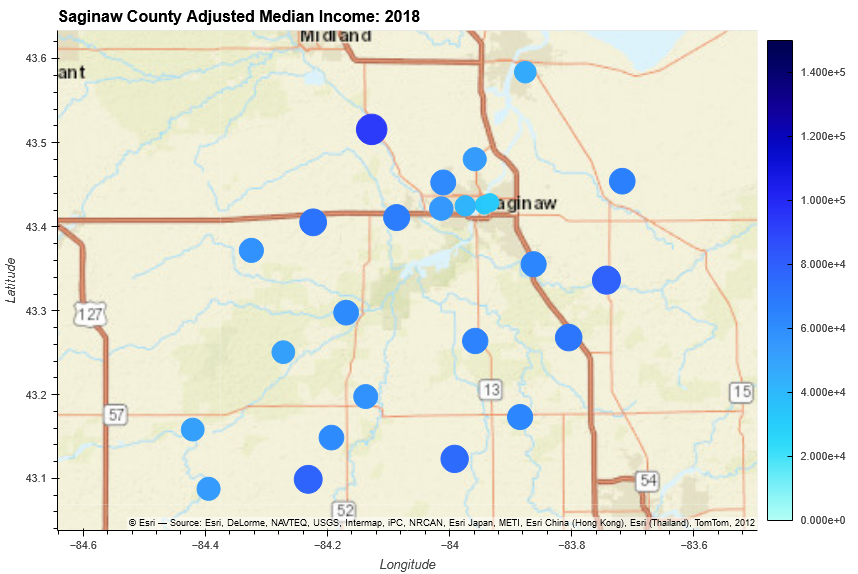 Saginaw County Adjusted Median Income: 2018
Midland
ant
aginaw
127
57
13
15
54
52
43.6
43.5
43.4
43.3
43.2
43.1
Latitude
−84.6
−84.4
−84.2
−84
−83.8
−83.6
Longitude
1.400e+5
1.200e+5
1.000e+5
8.000e+4
6.000e+4
4.000e+4
2.000e+4
0.000e+0
© Esri — Source: Esri, DeLorme, NAVTEQ, USGS, Intermap, iPC, NRCAN, Esri Japan, METI, Esri China (Hong Kong), Esri (Thailand), TomTom, 2012